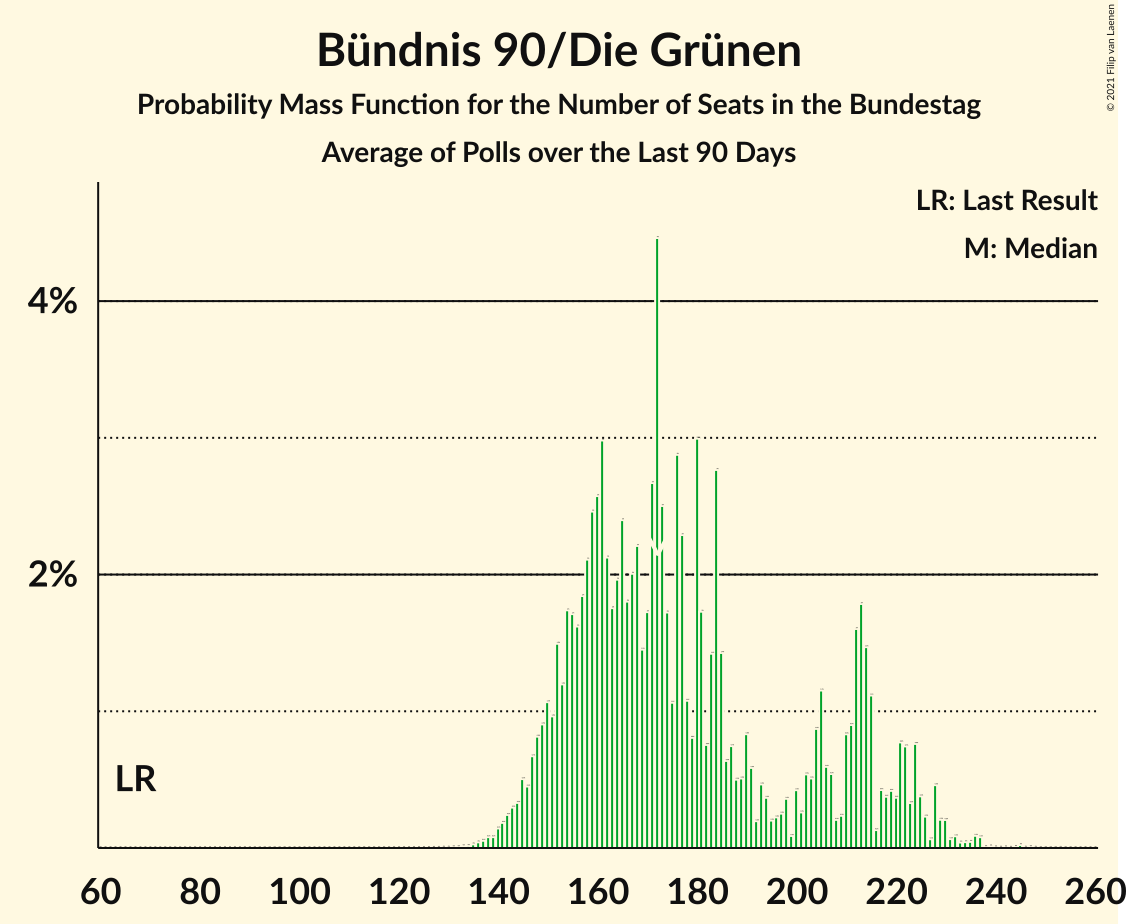 Bündnis 90/Die Grünen
Probability Mass Function for the Number of Seats in the Bundestag
Average of Polls over the Last 90 Days
© 2021 Filip van Laenen
LR: Last Result
M: Median
4%
2%
LR
60 80 100 120 140 160 180 200 220 240 260